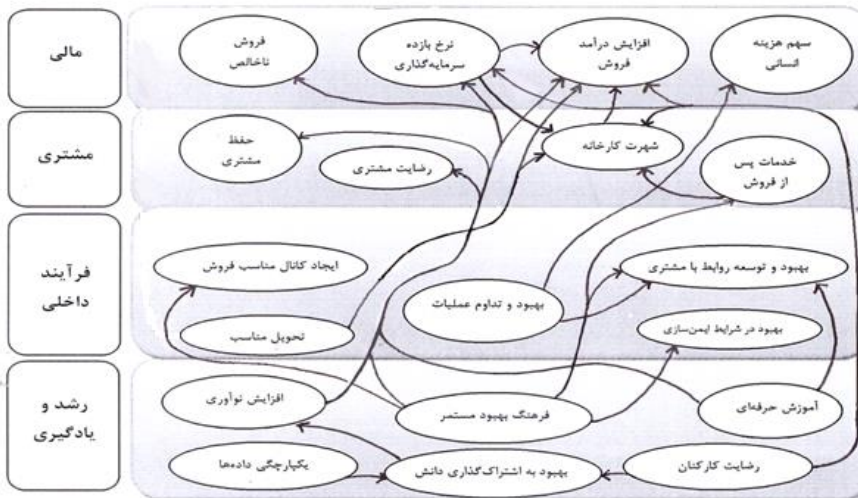 مالی
سهم هزینه
انسانی
افزایش درآمد
فروش
نرخ بازده
سرمایه‌گذاری
فروش
ناخالص
مشتری
خدمات پس
از فروش
شهرت کارخانه
رضایت مشتری
حفظ
مشتری
فرآیند
داخلی
بهبود و توسعه روابط با مشتری
ایجاد کانال مناسب فروش
بهبود و تداوم عملیات
بهبود در شرایط ایمن‌سازی
تحویل مناسب
رشد و
یادگیری
آموزش حرفه‌ای
فرهنگ بهبود مستمر
افزایش نوآوری
رضایت کارکنان
بهبود به اشتراک‌گذاری دانش
یکپارچگی داده‌ها